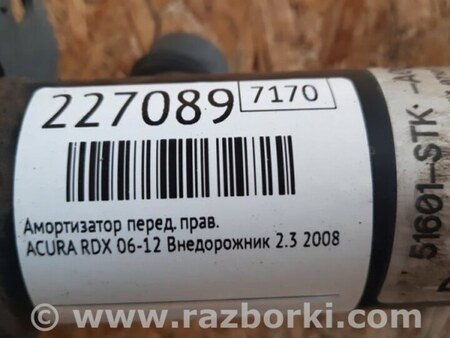 227089
7170
Амортизатор перед. прав.
ACURA RDX 06-12 Внедорожник 2.3 2008
51601-STK
www.razborki.com